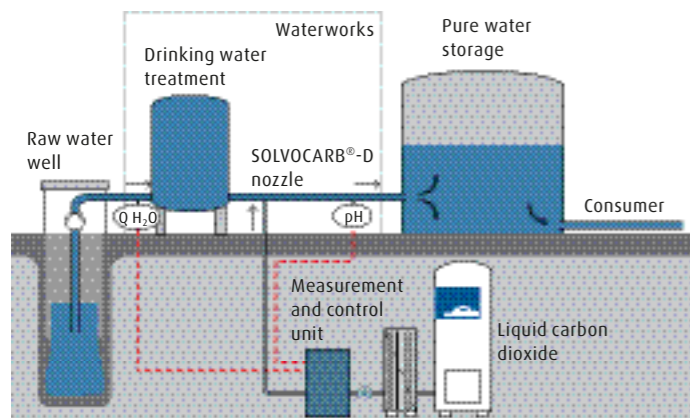 Waterworks
Pure water
storage
Drinking water
treatment
Raw water
well
SOLVOCARB®-D
nozzle
Q H₂O
pH
Consumer
Measurement
and control
unit
Liquid carbon
dioxide